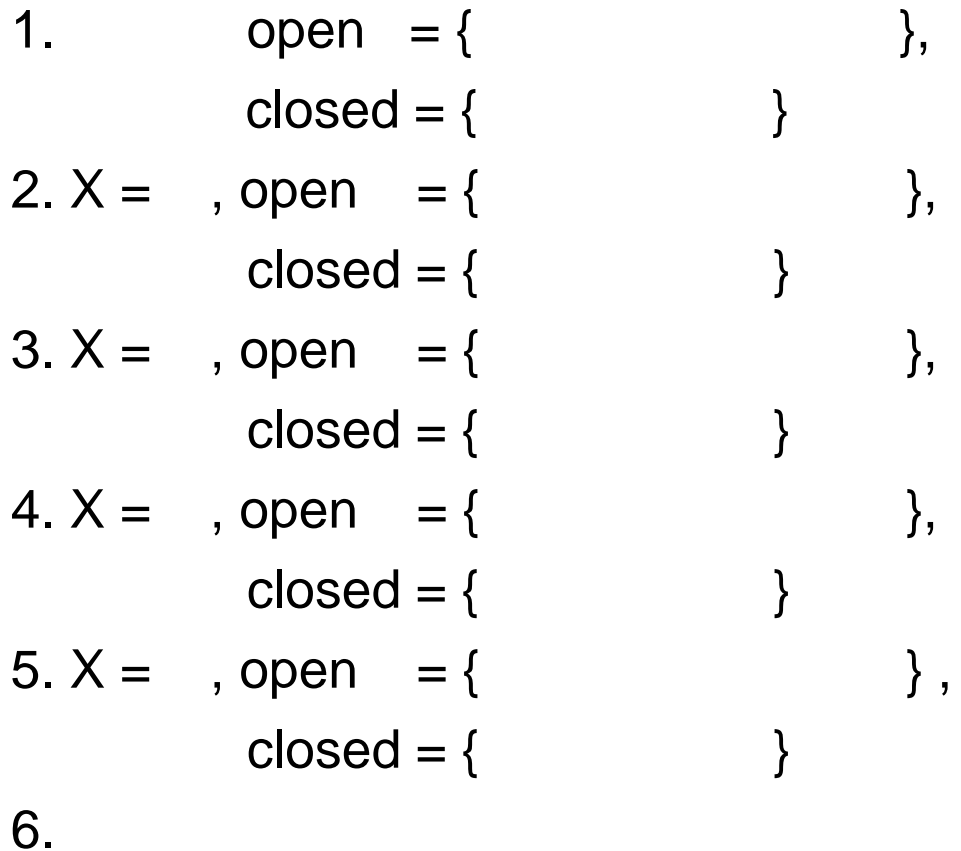 1. open = { },
closed = { }
2. X = , open = { },
closed = { }
3. X = , open = { },
closed = { }
4. X = , open = { },
closed = { }
5. X = , open = { } ,
closed = { }
6.